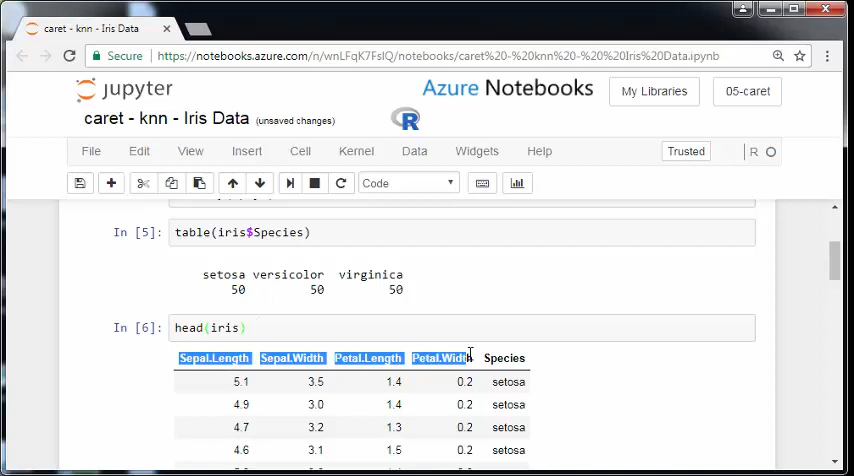 caret - knn - Iris Data
Secure https://notebooks.azure.com/n/wnLFqK7FsIQ/notebooks/caret%20-%20knn%20-%20%20Iris%20Data.ipynb
jupyter Azure Notebooks My Libraries 05-caret
caret - knn - Iris Data (unsaved changes) R
File Edit View Insert Cell Kernel Data Widgets Help Trusted R
Code
In [5]: table(iris$Species)
setosa versicolor virginica
50 50 50
In [6]: head(iris)
Sepal.Length Sepal.Width Petal.Length Petal.Width Species
5.1 3.5 1.4 0.2 setosa
4.9 3.0 1.4 0.2 setosa
4.7 3.2 1.3 0.2 setosa
4.6 3.1 1.5 0.2 setosa